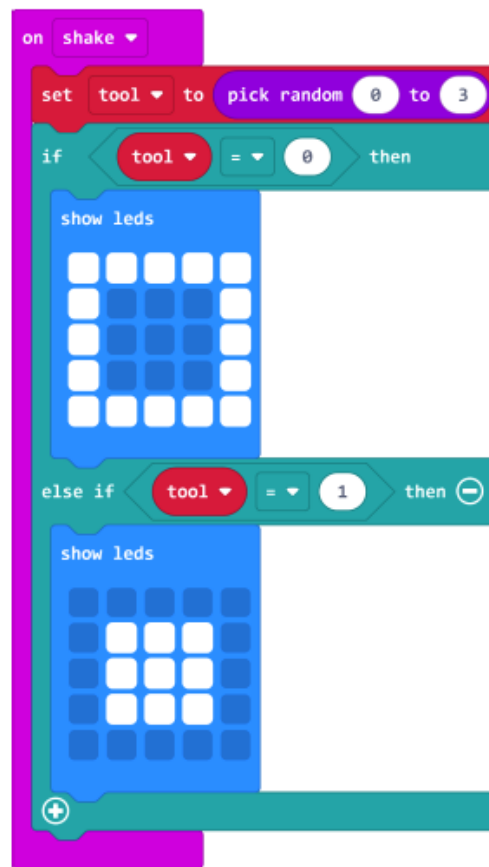 on shake
set tool to pick random 0 to 3
if tool = 0 then
show leds
else if tool = 1 then
show leds